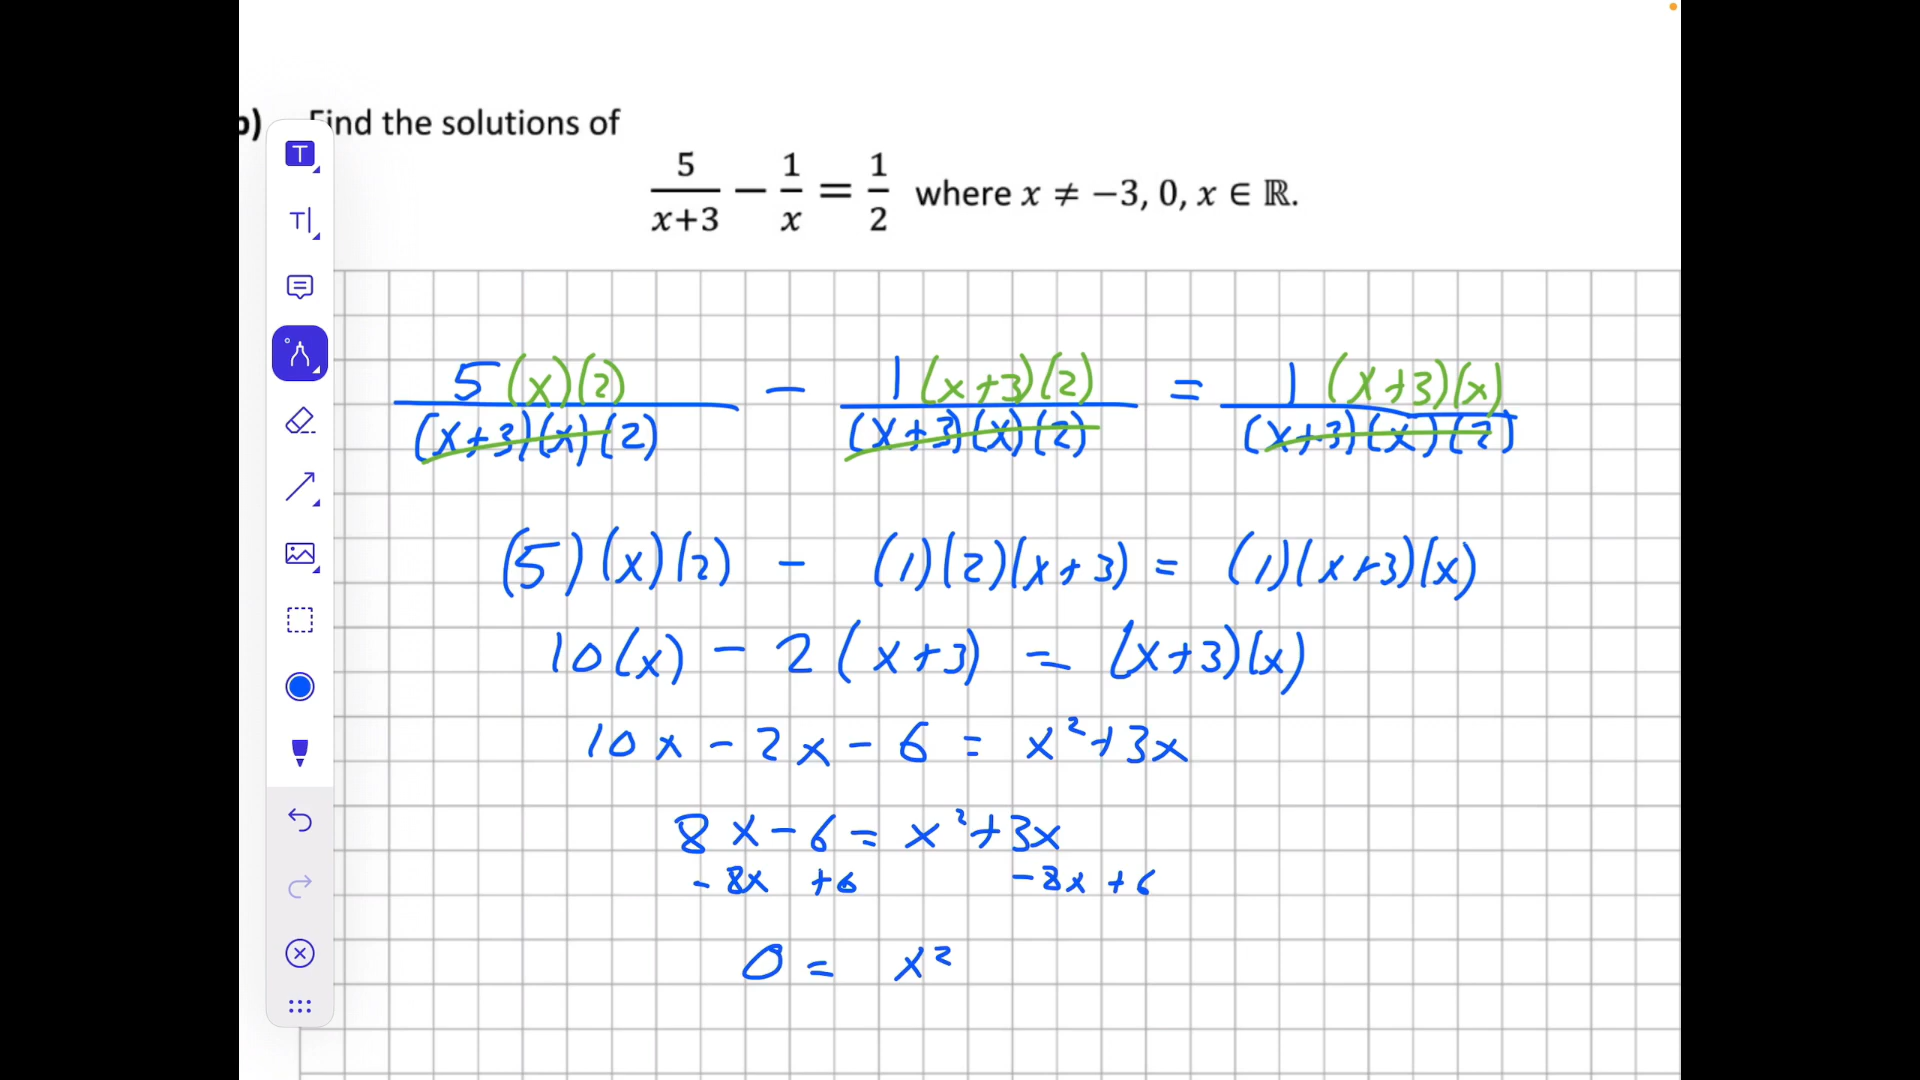 b) Find the solutions of
5/(x+3) − 1/x = 1/2 where x ≠ −3, 0, x ∈ ℝ.
5(x)(2)/((x+3)(x)(2)) − 1(x+3)(2)/((x+3)(x)(2)) = 1(x+3)(x)/((x+3)(x)(2))
(5)(x)(2) − (1)(2)(x+3) = (1)(x+3)(x)
10(x) − 2(x+3) = (x+3)(x)
10x − 2x − 6 = x² + 3x
8x − 6 = x² + 3x
−8x +6 −8x +6
0 = x²
T
T|